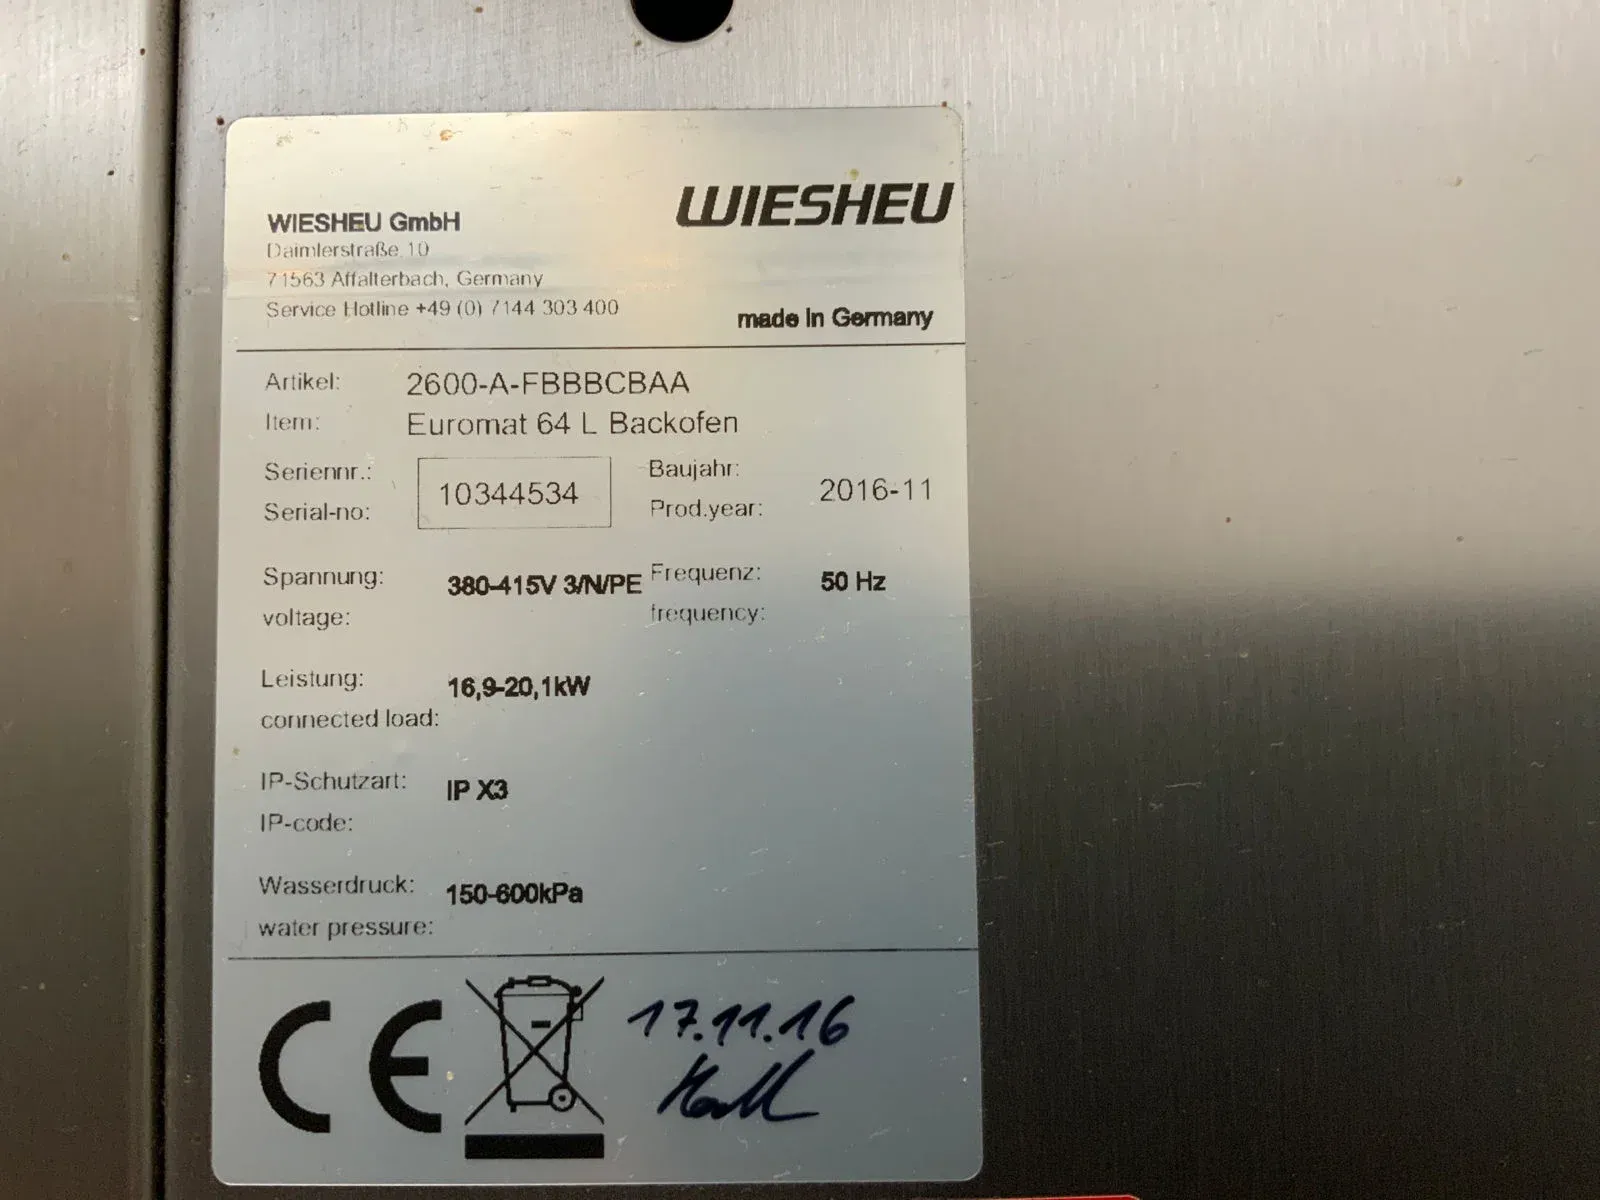 WIESHEU GmbH
Daimlerstraße 10
71563 Affalterbach, Germany
Service Hotline +49 (0) 7144 303 400
WIESHEU
made in Germany
Artikel: 2600-A-FBBBCBAA
Item: Euromat 64 L Backofen
Seriennr.:
Serial-no:
10344534
Baujahr:
Prod.year:
2016-11
Spannung:
voltage:
380-415V 3/N/PE
Frequenz:
frequency:
50 Hz
Leistung:
connected load:
16,9-20,1kW
IP-Schutzart:
IP-code:
IP X3
Wasserdruck:
water pressure:
150-600kPa
CE
17.11.16